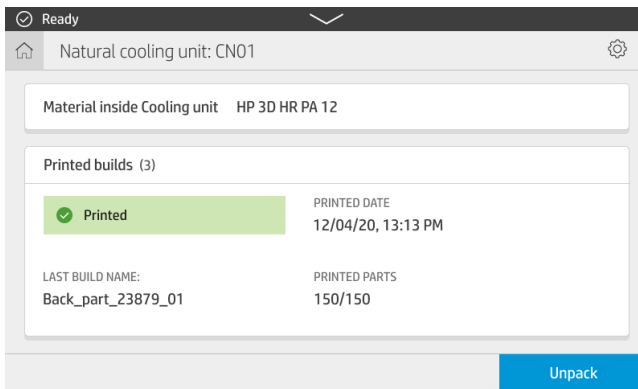 Ready
Natural cooling unit: CN01
Material inside Cooling unit HP 3D HR PA 12
Printed builds (3)
Printed
PRINTED DATE
12/04/20, 13:13 PM
LAST BUILD NAME:
Back_part_23879_01
PRINTED PARTS
150/150
Unpack